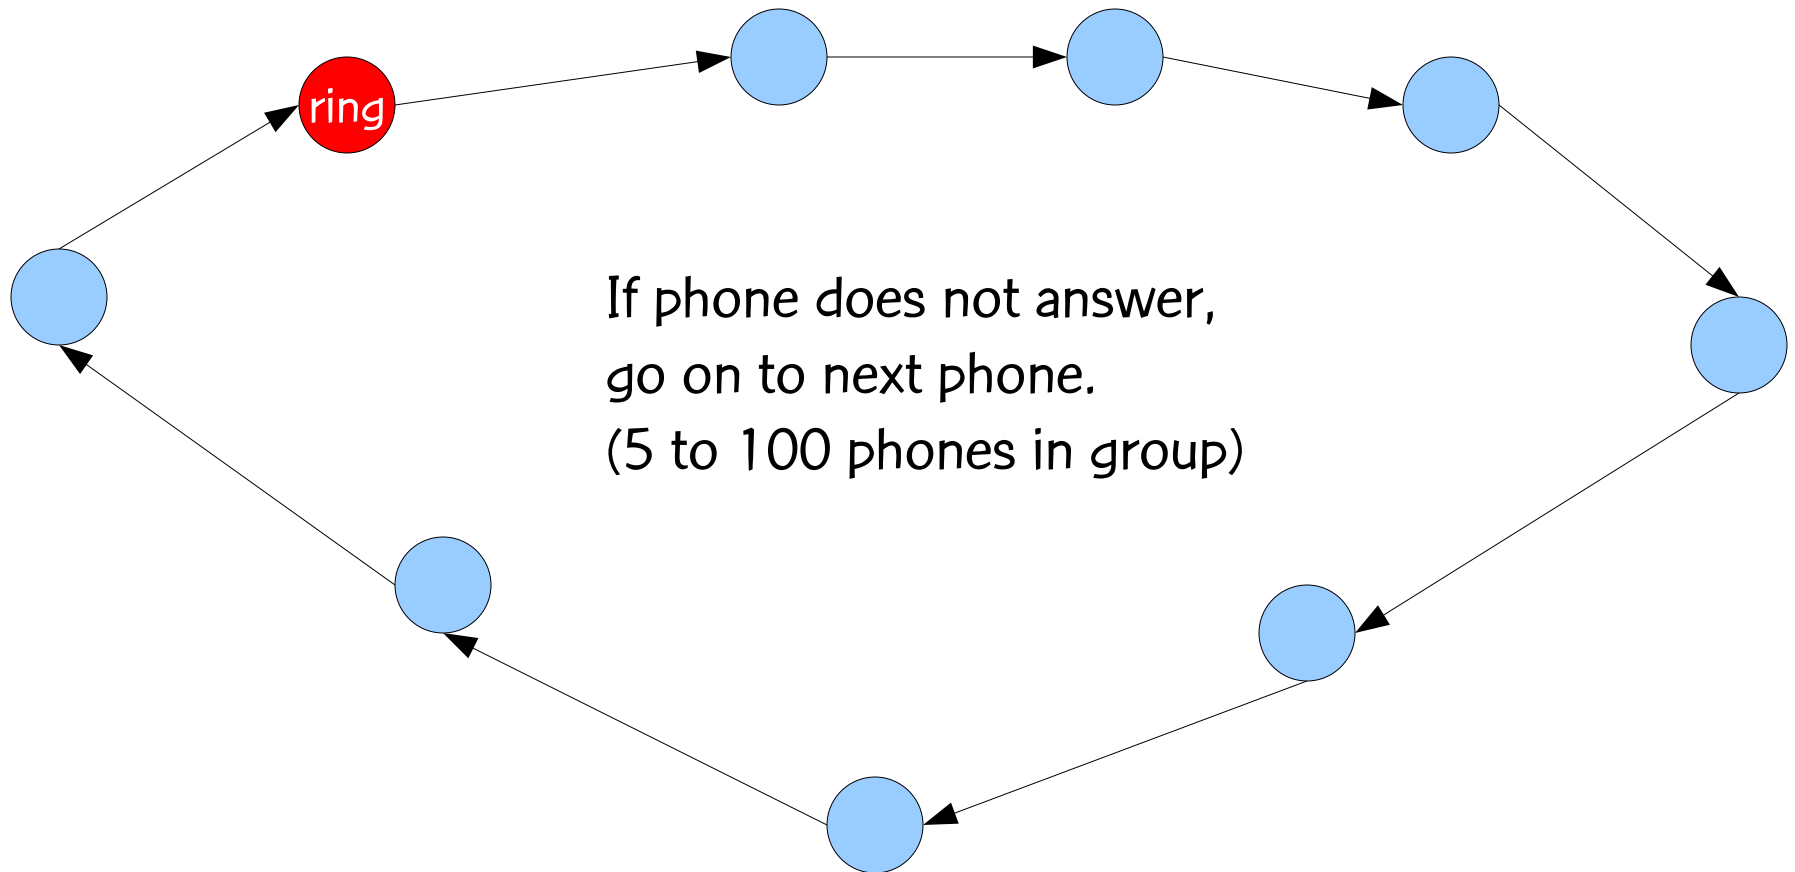 ring
If phone does not answer,
go on to next phone.
(5 to 100 phones in group)